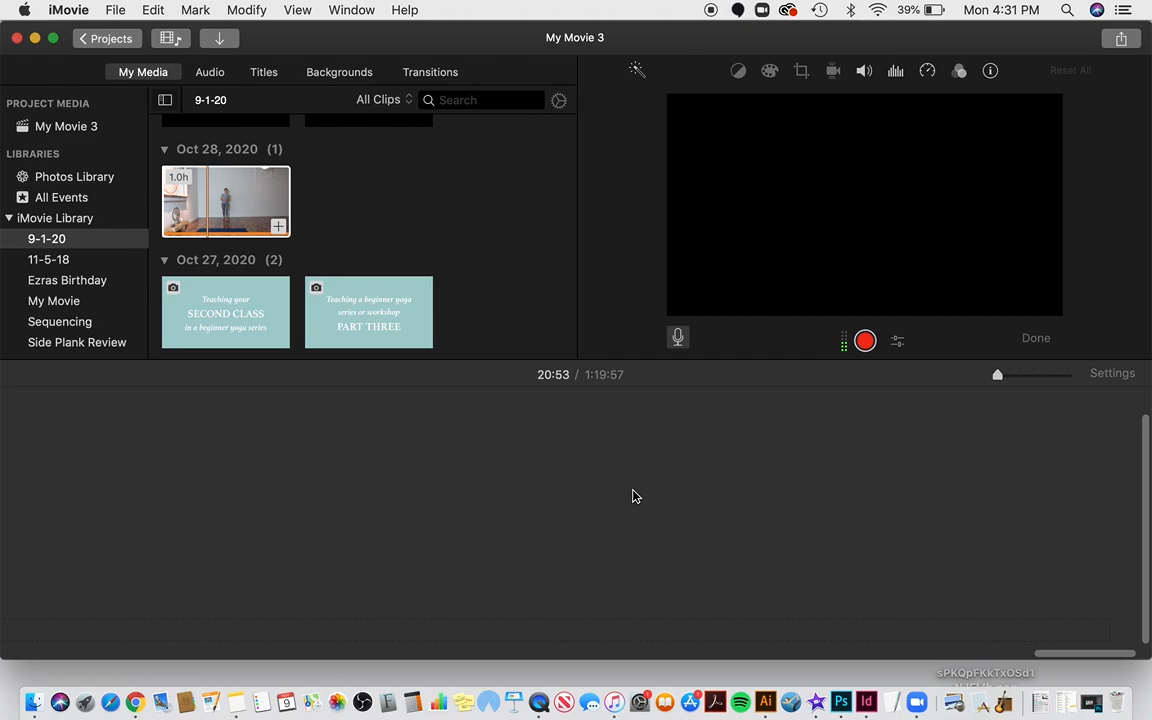 iMovie File Edit Mark Modify View Window Help 39% Mon 4:31 PM
Projects My Movie 3
My Media Audio Titles Backgrounds Transitions Reset All
PROJECT MEDIA 9-1-20 All Clips Search
My Movie 3
LIBRARIES
Photos Library
All Events
iMovie Library
9-1-20
11-5-18
Ezras Birthday
My Movie
Sequencing
Side Plank Review
Oct 28, 2020 (1)
1.0h
Oct 27, 2020 (2)
Teaching your
SECOND CLASS
in a beginner yoga series
Teaching a beginner yoga
series or workshop
PART THREE
Done
20:53 / 1:19:57 Settings
sPKQpFKkTxOSd1